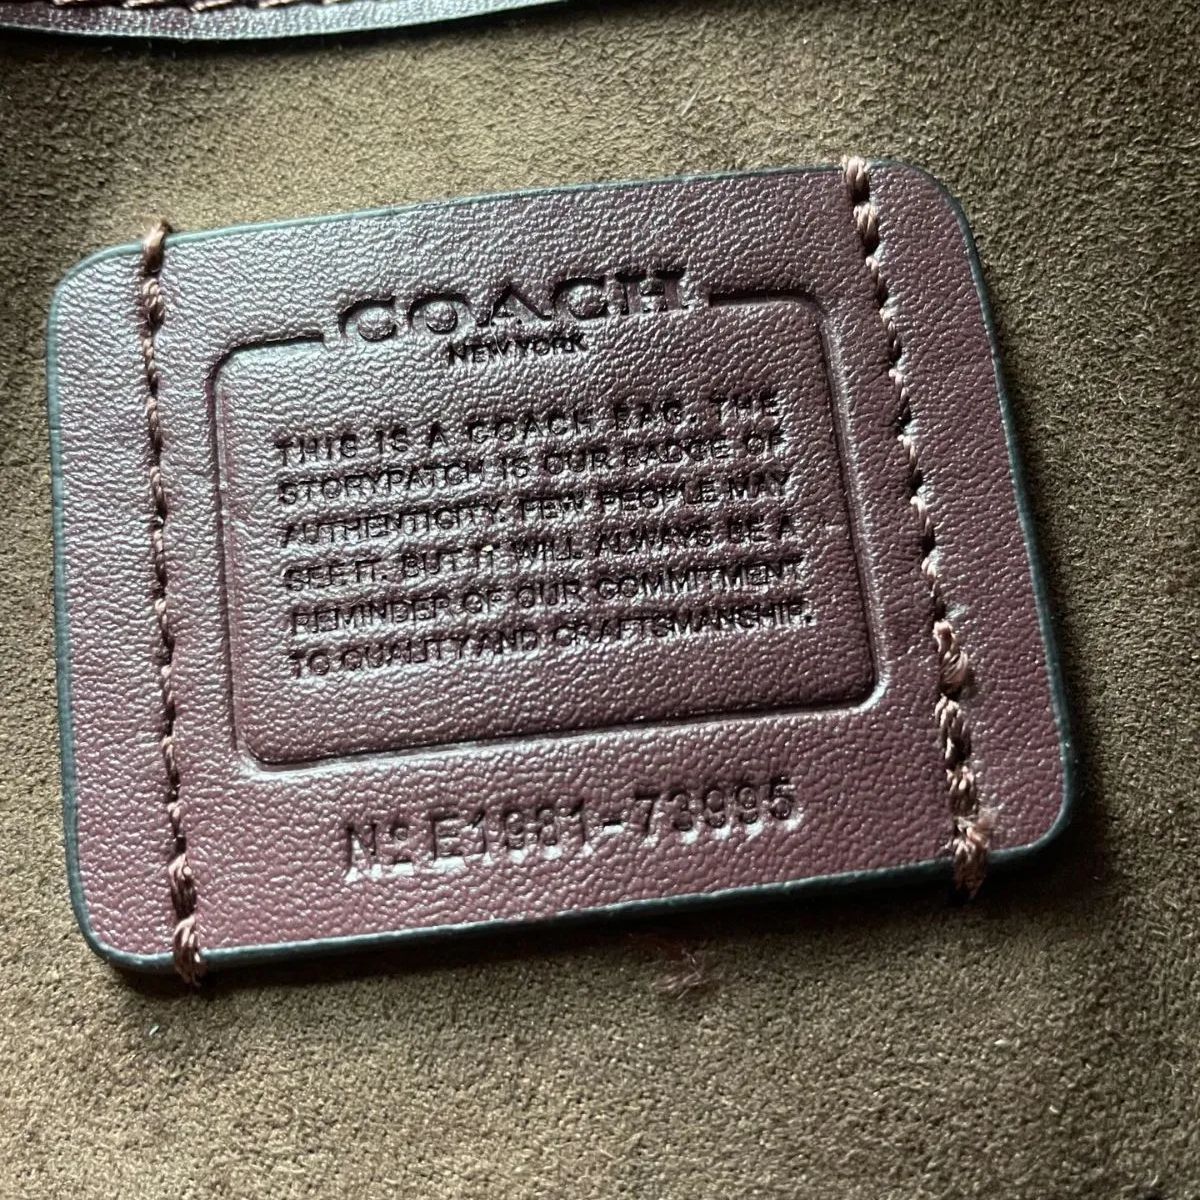 COACH
NEW YORK
THIS IS A COACH BAG. THE
STORYPATCH IS OUR BADGE OF
AUTHENTICITY. FEW PEOPLE MAY
SEE IT. BUT IT WILL ALWAYS BE A
REMINDER OF OUR COMMITMENT
TO QUALITY AND CRAFTSMANSHIP.
Nº E1981-73995